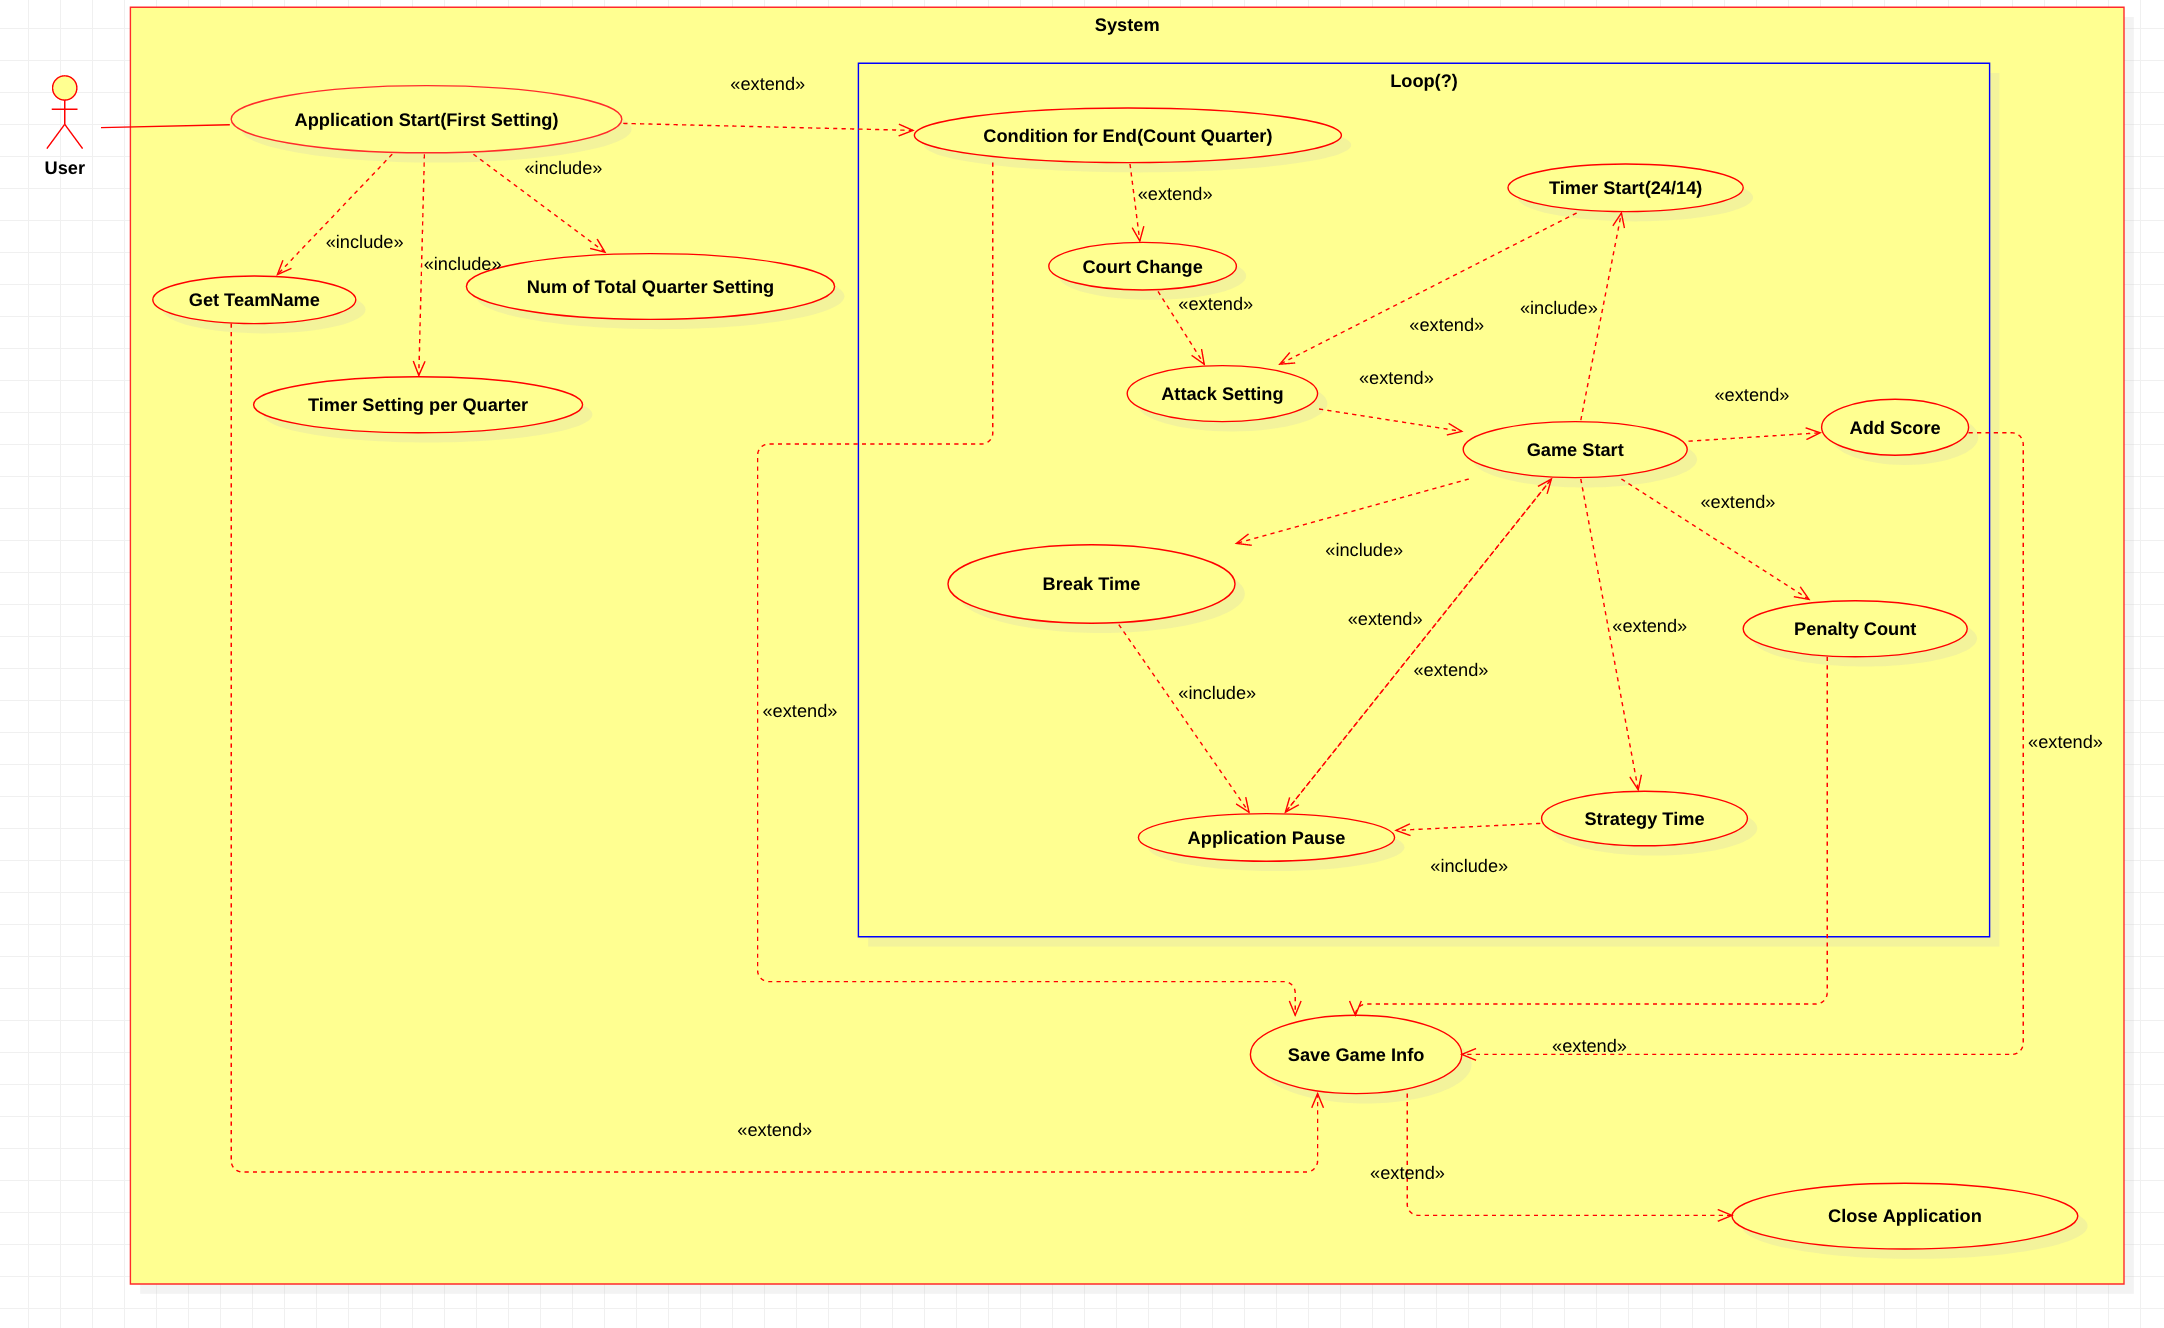 System
Loop(?)
«extend»
User
Application Start(First Setting)
Condition for End(Count Quarter)
«include»
«extend»
Timer Start(24/14)
«include»
«include»
Court Change
Get TeamName
Num of Total Quarter Setting
«extend»
«include»
«extend»
Timer Setting per Quarter
Attack Setting
«extend»
«extend»
Add Score
Game Start
«extend»
«include»
Break Time
«extend»
«extend»
Penalty Count
«extend»
«include»
«extend»
«extend»
Application Pause
Strategy Time
«include»
«extend»
Save Game Info
«extend»
«extend»
Close Application